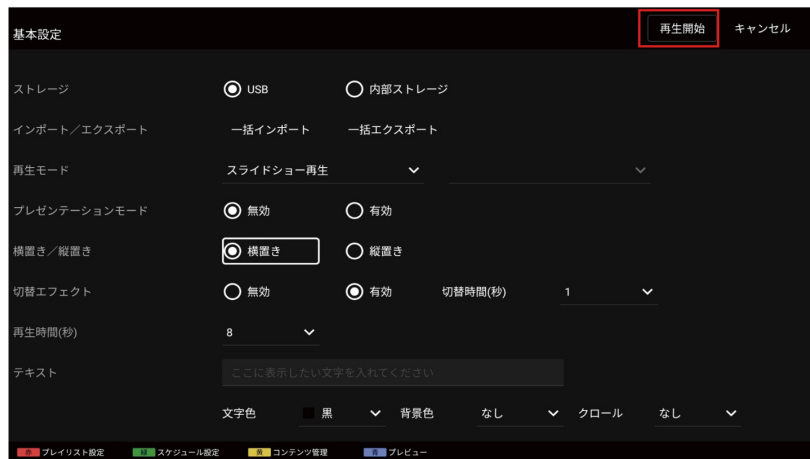 基本設定 再生開始 キャンセル
ストレージ USB 内部ストレージ
インポート／エクスポート 一括インポート 一括エクスポート
再生モード スライドショー再生
プレゼンテーションモード 無効 有効
横置き／縦置き 横置き 縦置き
切替エフェクト 無効 有効 切替時間(秒) 1
再生時間(秒) 8
テキスト ここに表示したい文字を入れてください
文字色 黒 背景色 なし クロール なし
赤 プレイリスト設定 緑 スケジュール設定 黄 コンテンツ管理 青 プレビュー